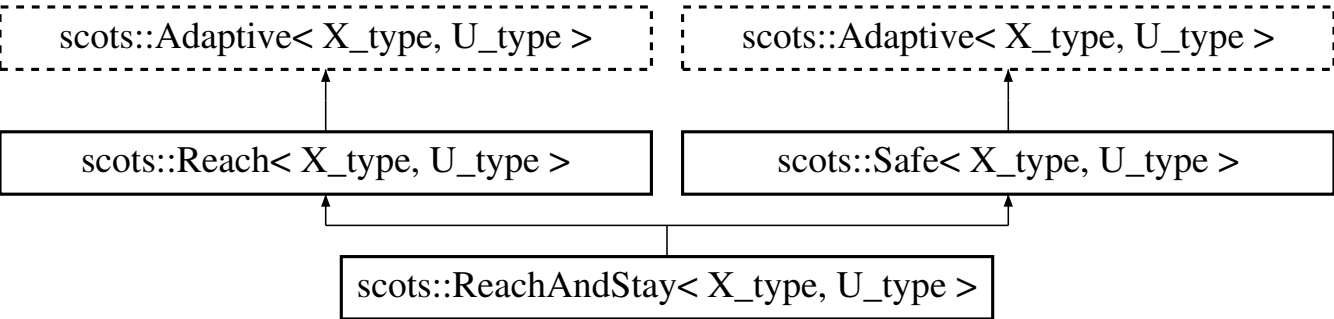 scots::Adaptive< X_type, U_type >
scots::Adaptive< X_type, U_type >
scots::Reach< X_type, U_type >
scots::Safe< X_type, U_type >
scots::ReachAndStay< X_type, U_type >